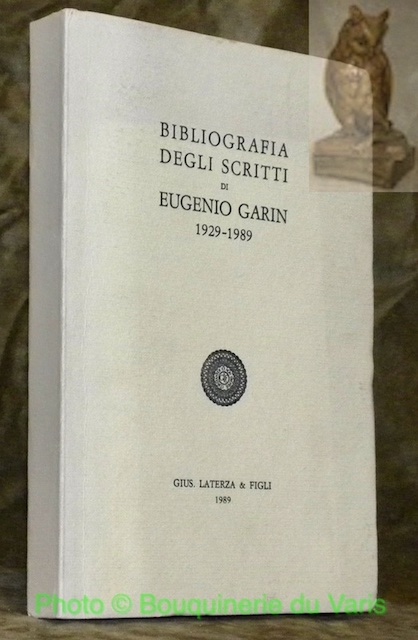 BIBLIOGRAFIA
DEGLI SCRITTI
DI
EUGENIO GARIN
1929-1989
GIUS. LATERZA & FIGLI
1989
Photo © Bouquinerie du Varis